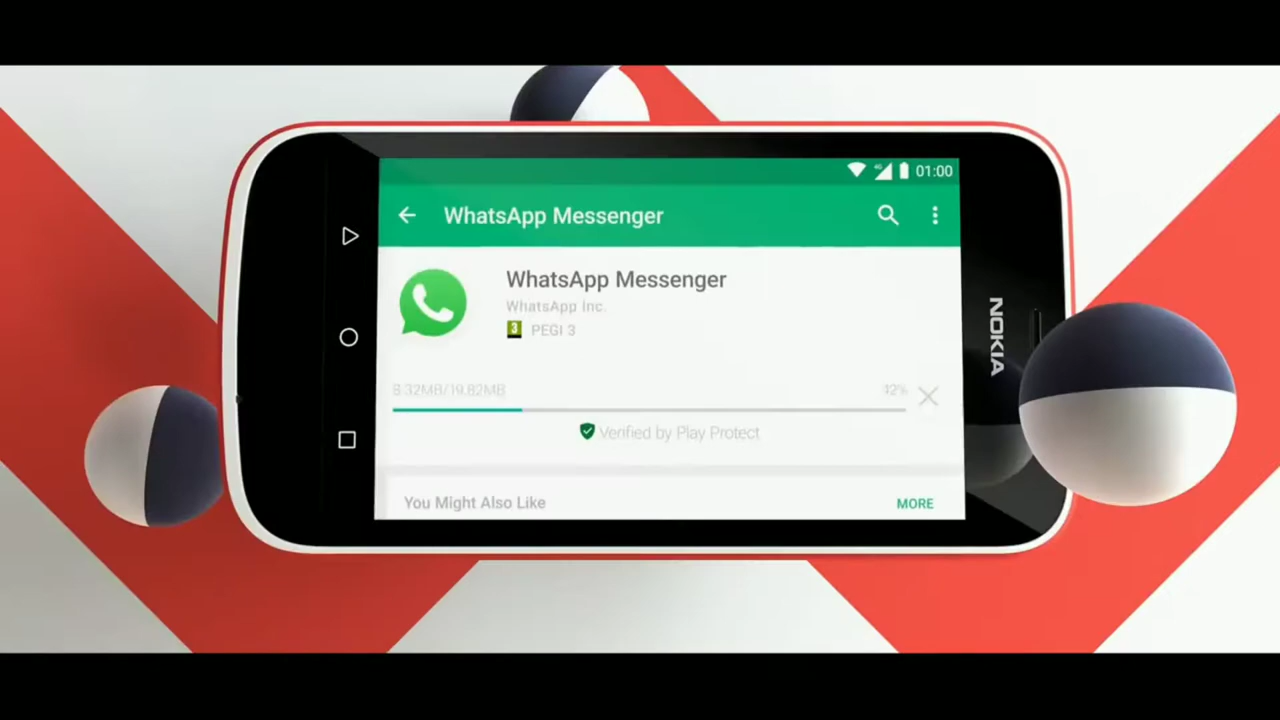 4G 01:00
WhatsApp Messenger
WhatsApp Messenger
WhatsApp Inc.
3 PEGI 3
8.32MB/19.82MB 42%
Verified by Play Protect
You Might Also Like MORE
NOKIA